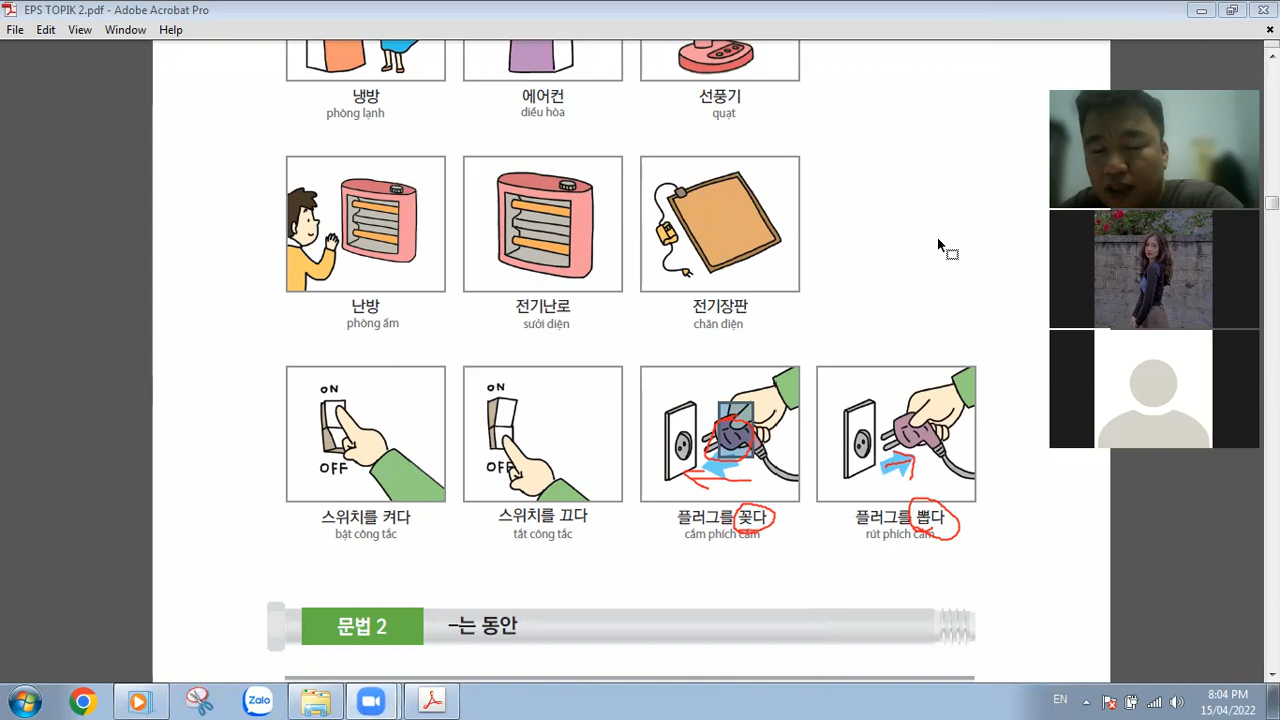 EPS TOPIK 2.pdf - Adobe Acrobat Pro
File Edit View Window Help
냉방 에어컨 선풍기
phòng lạnh diều hòa quạt
난방 전기난로 전기장판
phòng ấm sưởi diện chăn diện
ON ON
OFF OFF
스위치를 켜다 스위치를 끄다 플러그를 꽂다 플러그를 뽑다
bật công tắc tắt công tắc cắm phích cắm rút phích cắm
문법 2 -는 동안
Zalo
EN 8:04 PM
15/04/2022